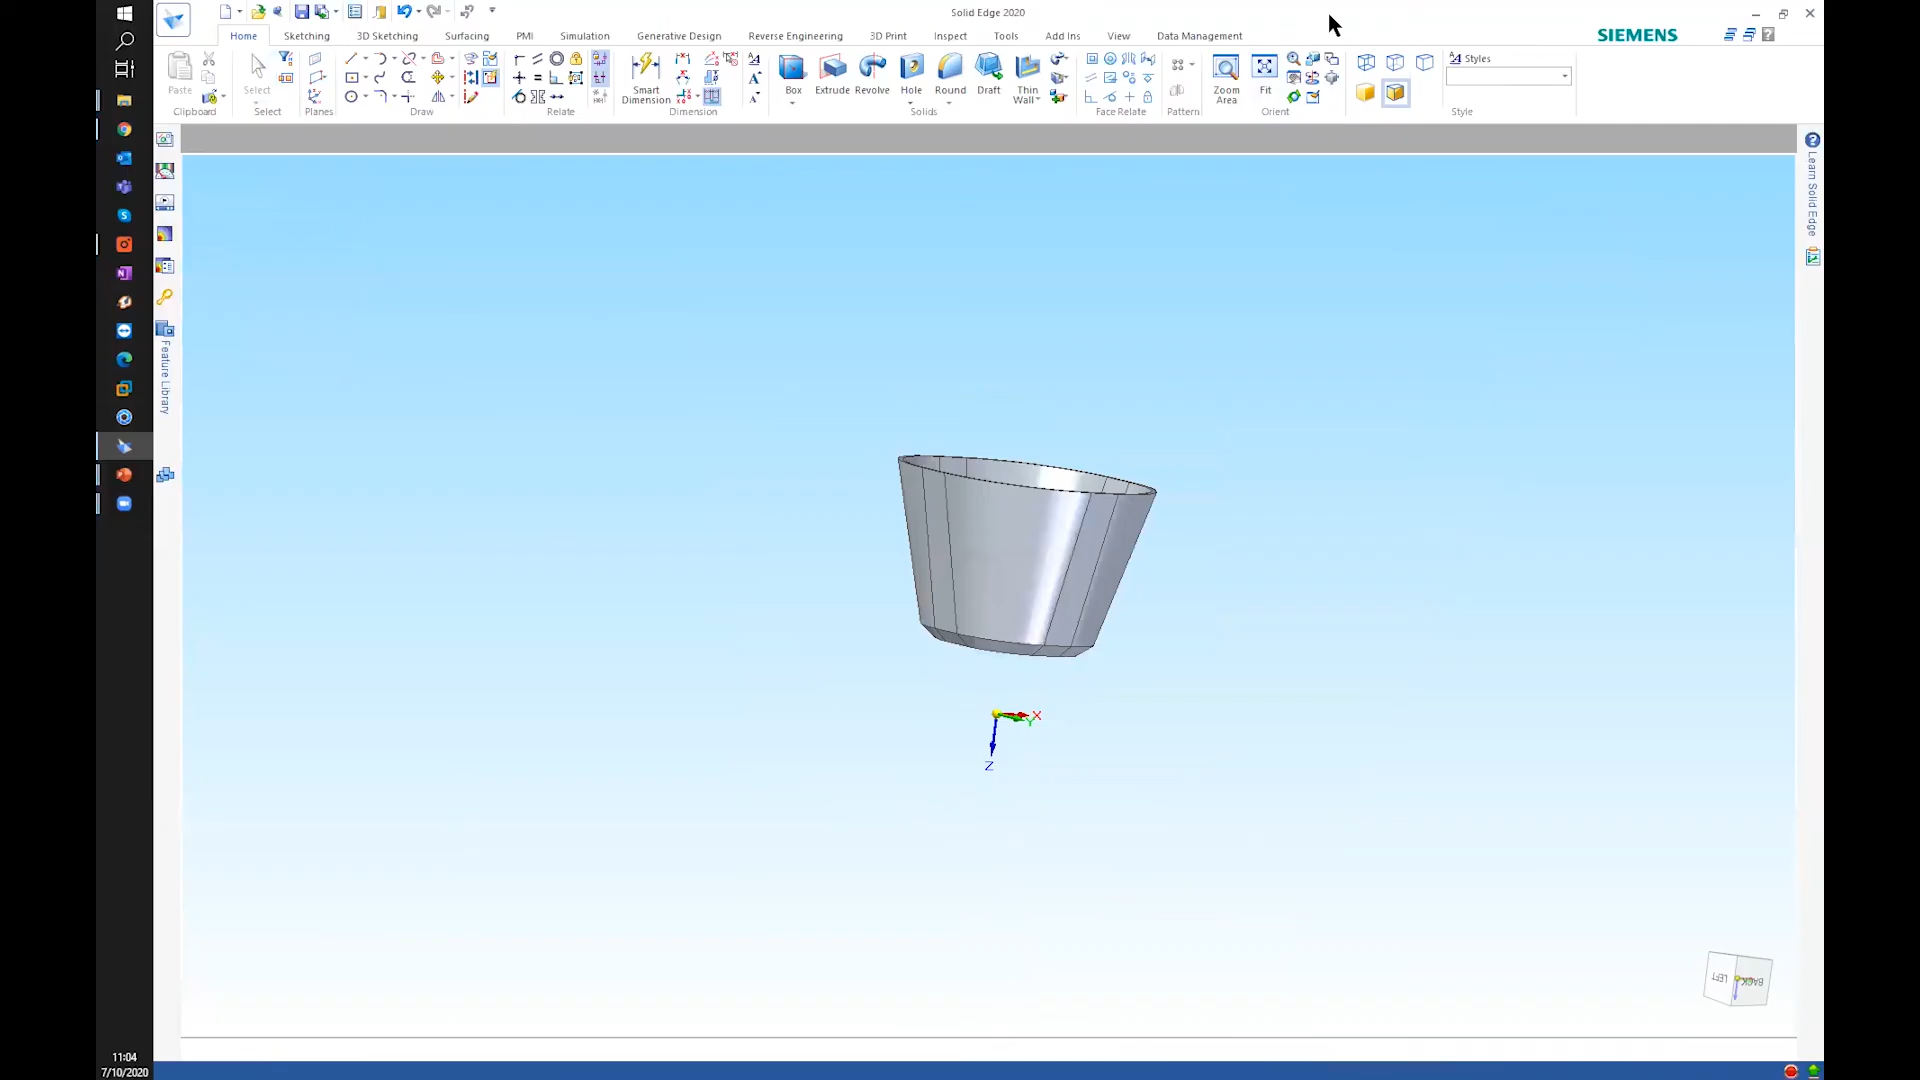 Solid Edge 2020
Home Sketching 3D Sketching Surfacing PMI Simulation Generative Design Reverse Engineering 3D Print Inspect Tools Add Ins View Data Management
SIEMENS
Paste
Clipboard
Select
Select
Planes
Draw
Relate
Smart Dimension
Dimension
Box Extrude Revolve Hole Round Draft Thin Wall
Solids
Face Relate
Pattern
Zoom Area Fit
Orient
Styles
Style
Feature Library
Learn Solid Edge
X
Y
Z
LEFT BACK
11:04
7/10/2020